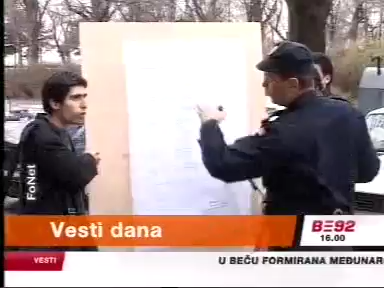 FoNet
Vesti dana
B92
16.00
VESTI
U BEČU FORMIRANA MEĐUNAR